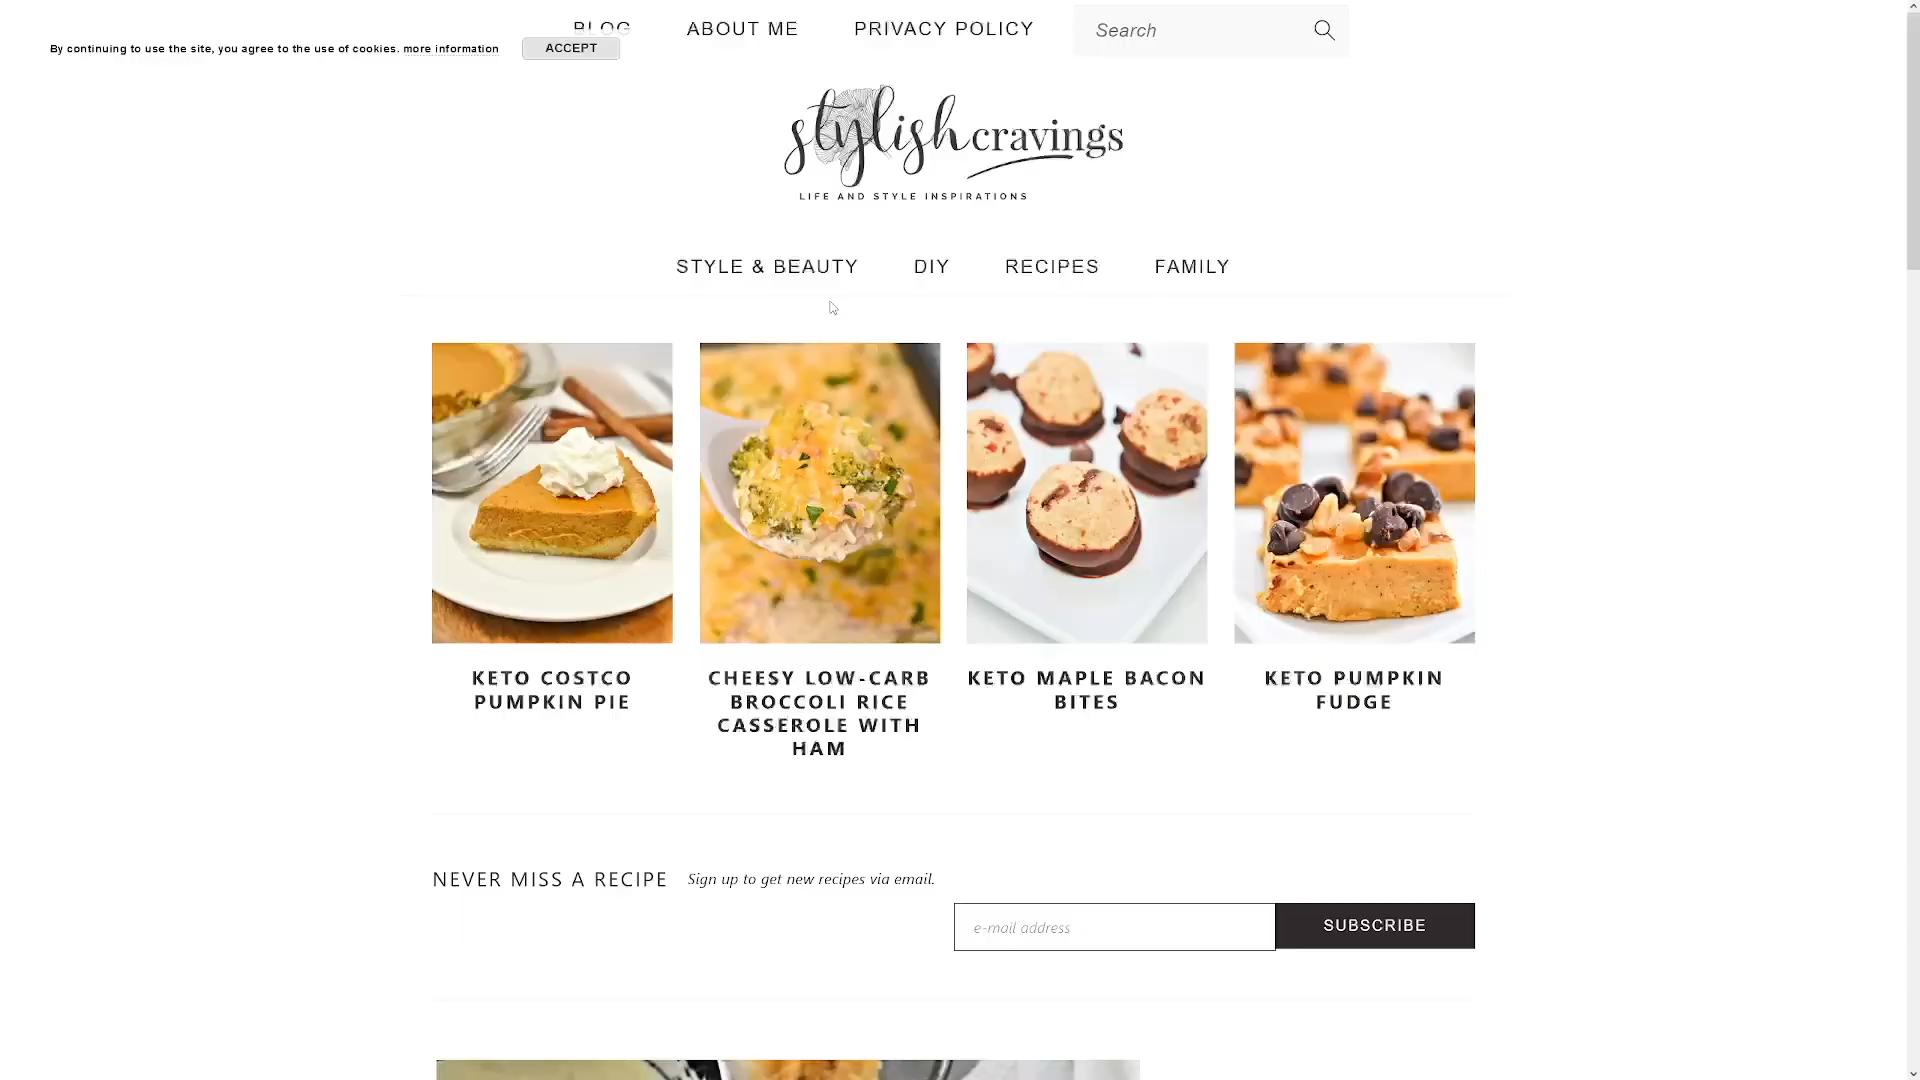 BLOG
ABOUT ME
PRIVACY POLICY
Search
By continuing to use the site, you agree to the use of cookies. more information
ACCEPT
stylish cravings
LIFE AND STYLE INSPIRATIONS
STYLE & BEAUTY
DIY
RECIPES
FAMILY
KETO COSTCO
PUMPKIN PIE
CHEESY LOW-CARB
BROCCOLI RICE
CASSEROLE WITH
HAM
KETO MAPLE BACON
BITES
KETO PUMPKIN
FUDGE
NEVER MISS A RECIPE
Sign up to get new recipes via email.
e-mail address
SUBSCRIBE